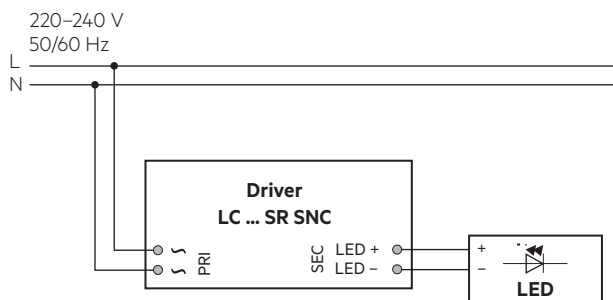 220–240 V
50/60 Hz
L
N
Driver
LC ... SR SNC
~ PRI SEC LED + +
~ LED – –
LED